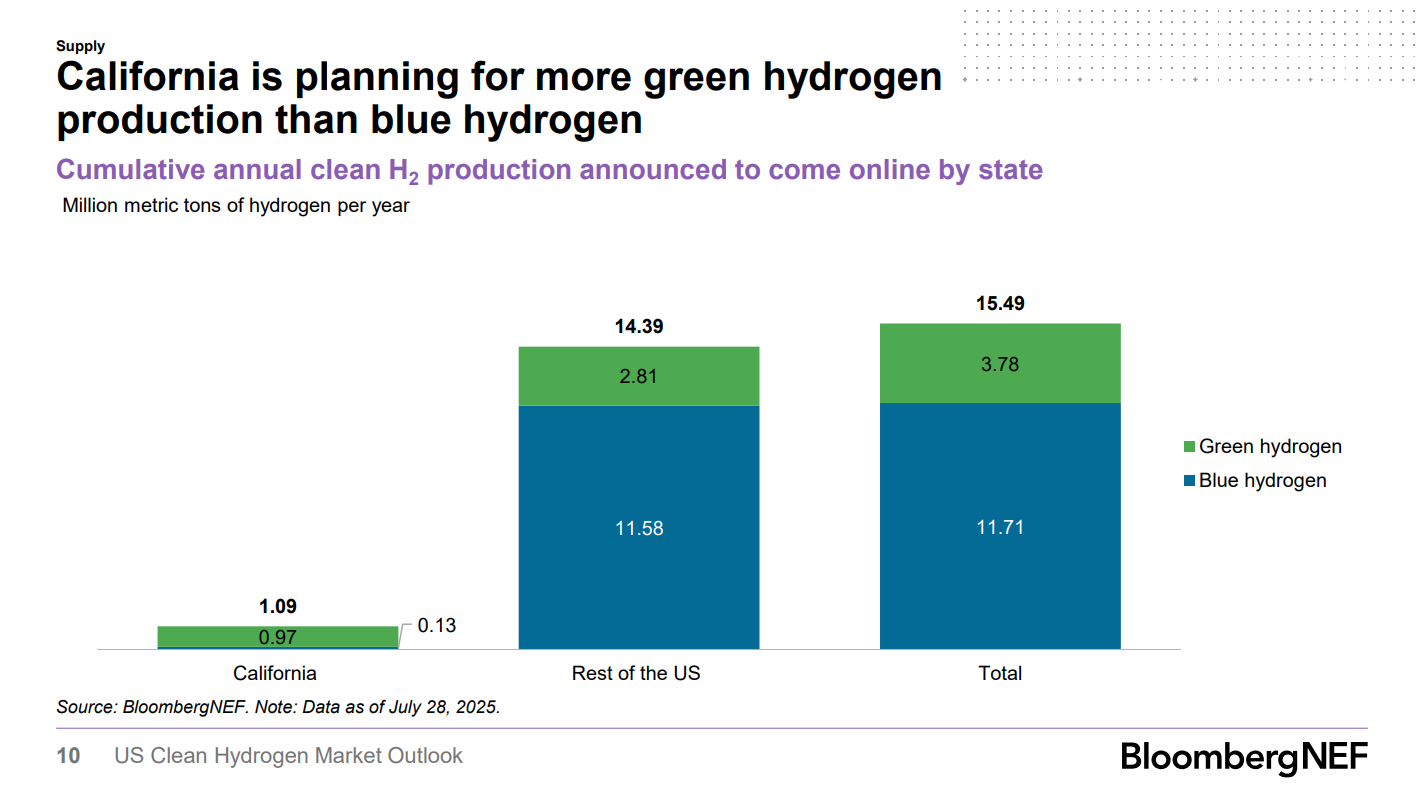 Supply
California is planning for more green hydrogen
production than blue hydrogen
Cumulative annual clean H₂ production announced to come online by state
Million metric tons of hydrogen per year
15.49
14.39
3.78
2.81
Green hydrogen
Blue hydrogen
11.58
11.71
1.09
0.13
0.97
California
Rest of the US
Total
Source: BloombergNEF. Note: Data as of July 28, 2025.
10 US Clean Hydrogen Market Outlook
BloombergNEF